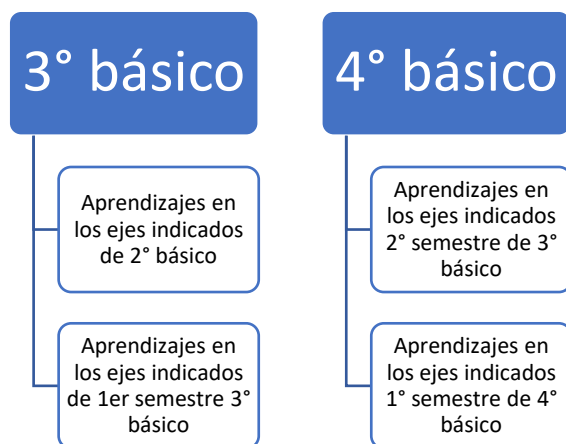 3° básico
Aprendizajes en
los ejes indicados
de 2° básico
Aprendizajes en
los ejes indicados
de 1er semestre 3°
básico
4° básico
Aprendizajes en
los ejes indicados
2° semestre de 3°
básico
Aprendizajes en
los ejes indicados
1° semestre de 4°
básico